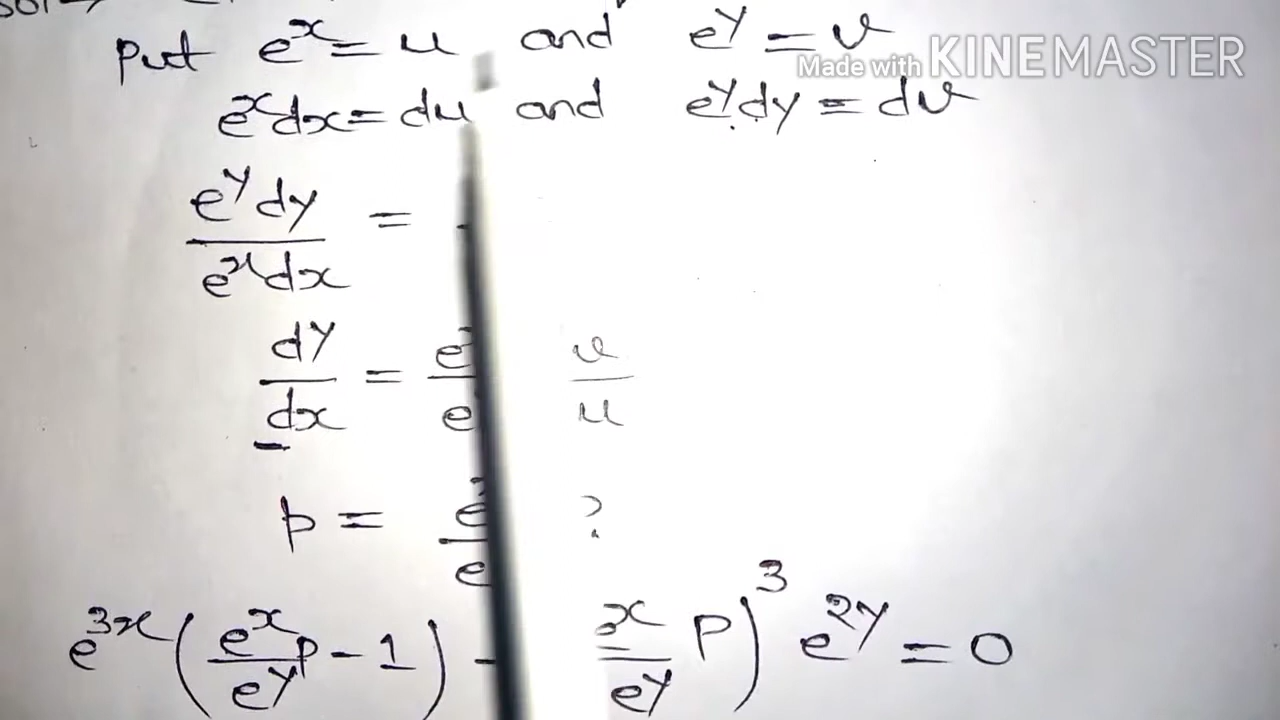 Put e^x = u and e^y = v
Made with KINEMASTER
e^x dx = du and e^y dy = dv
e^y dy / e^x dx =
dy / dx = e / e v / u
p = e / e ?
e^3x ( e^x / e^y p - 1 ) x / e^y P )^3 e^2y = 0